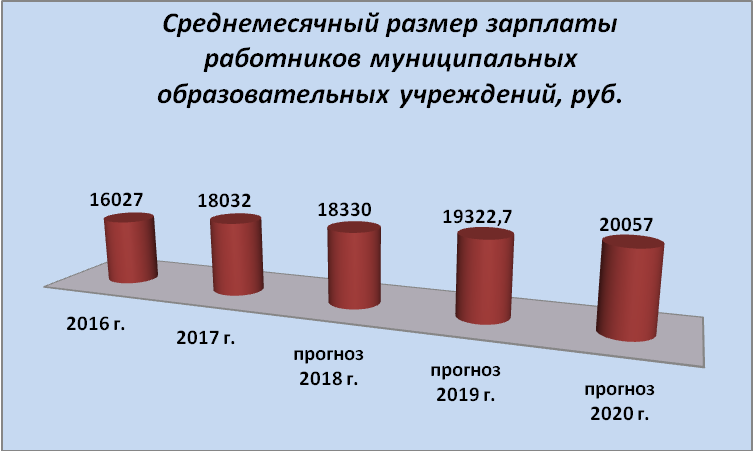 Среднемесячный размер зарплаты
работников муниципальных
образовательных учреждений, руб.
16027
18032
18330
19322,7
20057
2016 г.
2017 г.
прогноз
2018 г.
прогноз
2019 г.
прогноз
2020 г.